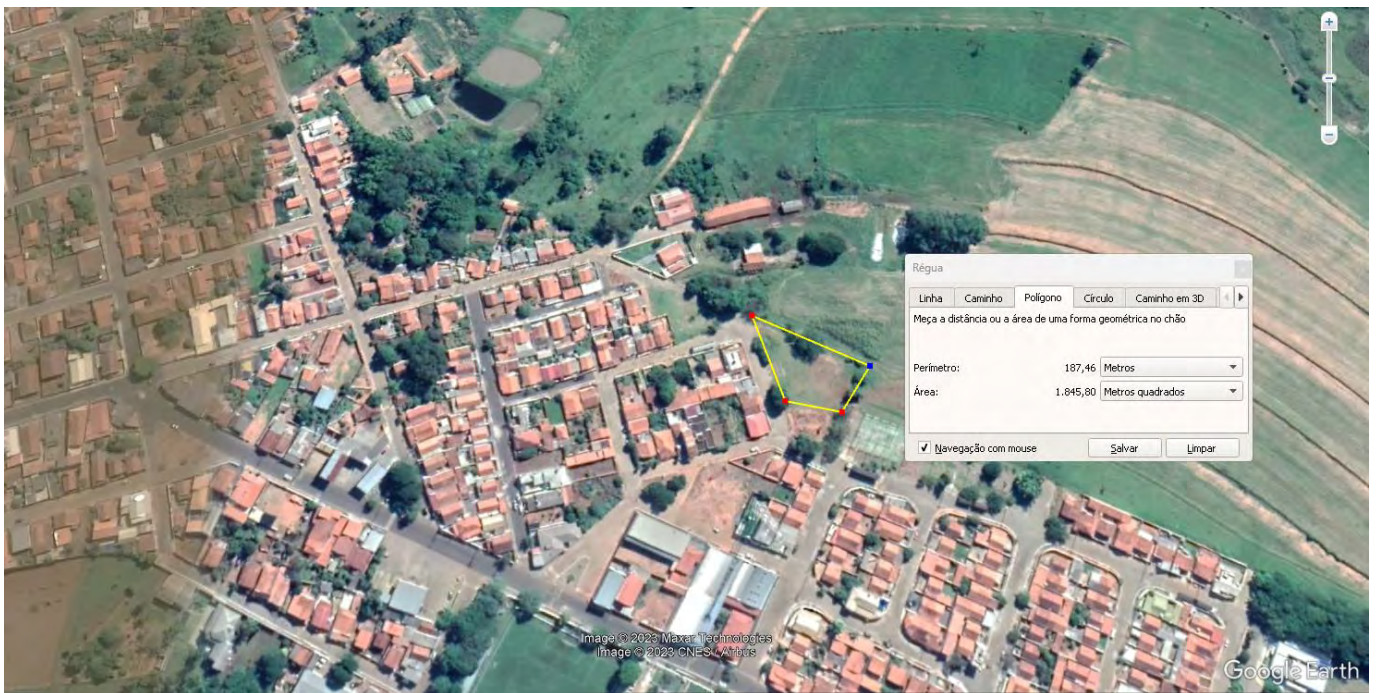 Régua
Linha Caminho Polígono Círculo Caminho em 3D
Meça a distância ou a área de uma forma geométrica no chão
Perímetro: 187,46 Metros
Área: 1.845,80 Metros quadrados
Navegação com mouse Salvar Limpar
Image © 2023 Maxar Technologies
Image © 2023 CNES / Airbus
Google Earth